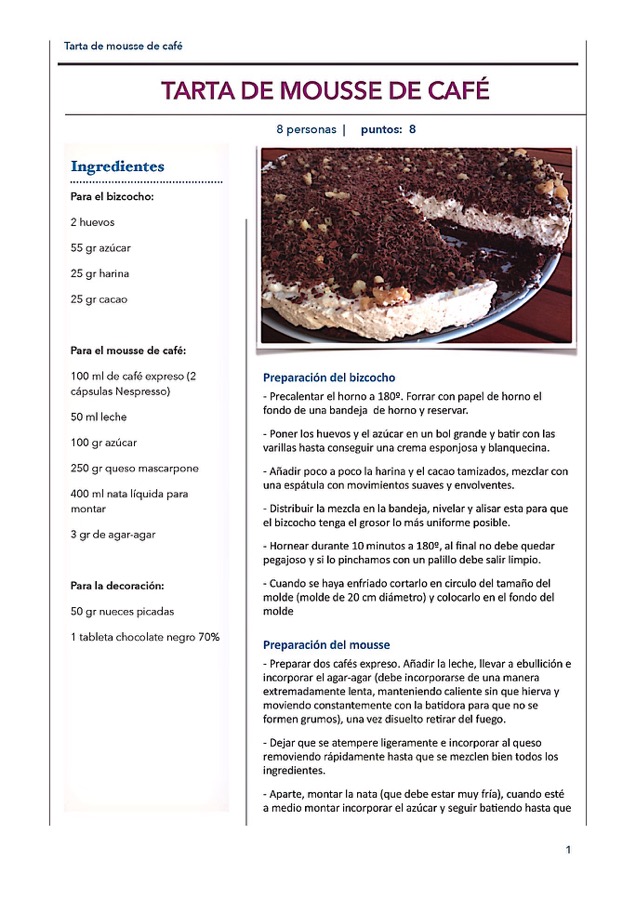 Tarta de mousse de café
TARTA DE MOUSSE DE CAFÉ
8 personas | puntos: 8
Ingredientes
Para el bizcocho:
2 huevos
55 gr azúcar
25 gr harina
25 gr cacao
Para el mousse de café:
100 ml de café expreso (2
cápsulas Nespresso)
50 ml leche
100 gr azúcar
250 gr queso mascarpone
400 ml nata líquida para
montar
3 gr de agar-agar
Para la decoración:
50 gr nueces picadas
1 tableta chocolate negro 70%
Preparación del bizcocho
- Precalentar el horno a 180º. Forrar con papel de horno el
fondo de una bandeja de horno y reservar.
- Poner los huevos y el azúcar en un bol grande y batir con las
varillas hasta conseguir una crema esponjosa y blanquecina.
- Añadir poco a poco la harina y el cacao tamizados, mezclar con
una espátula con movimientos suaves y envolventes.
- Distribuir la mezcla en la bandeja, nivelar y alisar esta para que
el bizcocho tenga el grosor lo más uniforme posible.
- Hornear durante 10 minutos a 180º, al final no debe quedar
pegajoso y si lo pinchamos con un palillo debe salir limpio.
- Cuando se haya enfriado cortarlo en circulo del tamaño del
molde (molde de 20 cm diámetro) y colocarlo en el fondo del
molde
Preparación del mousse
- Preparar dos cafés expreso. Añadir la leche, llevar a ebullición e
incorporar el agar-agar (debe incorporarse de una manera
extremadamente lenta, manteniendo caliente sin que hierva y
moviendo constantemente con la batidora para que no se
formen grumos), una vez disuelto retirar del fuego.
- Dejar que se atempere ligeramente e incorporar al queso
removiendo rápidamente hasta que se mezclen bien todos los
ingredientes.
- Aparte, montar la nata (que debe estar muy fría), cuando esté
a medio montar incorporar el azúcar y seguir batiendo hasta que
1